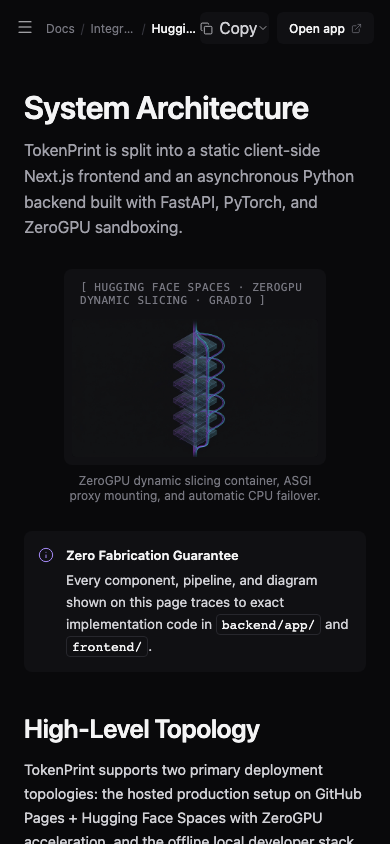 Docs / Integr... / Huggi... Copy Open app
System Architecture
TokenPrint is split into a static client-side
Next.js frontend and an asynchronous Python
backend built with FastAPI, PyTorch, and
ZeroGPU sandboxing.
[ HUGGING FACE SPACES · ZEROGPU
DYNAMIC SLICING · GRADIO ]
ZeroGPU dynamic slicing container, ASGI
proxy mounting, and automatic CPU failover.
Zero Fabrication Guarantee
Every component, pipeline, and diagram
shown on this page traces to exact
implementation code in backend/app/ and
frontend/.
High-Level Topology
TokenPrint supports two primary deployment
topologies: the hosted production setup on GitHub
Pages + Hugging Face Spaces with ZeroGPU
acceleration, and the offline local developer stack